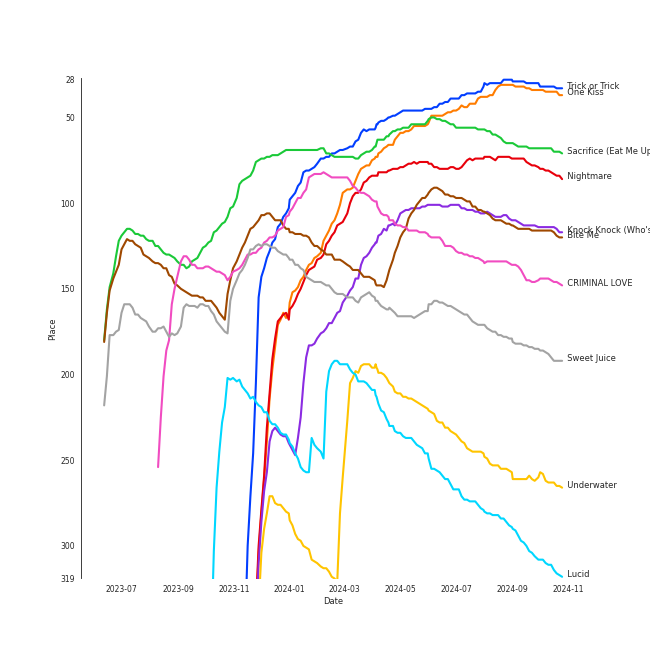 28
50
100
150
200
250
300
319
Place
2023-07
2023-09
2023-11
2024-01
2024-03
2024-05
2024-07
2024-09
2024-11
Date
Trick or Trick
One Kiss
Sacrifice (Eat Me Up
Nightmare
Knock Knock (Who's
Bite Me
CRIMINAL LOVE
Sweet Juice
Underwater
Lucid